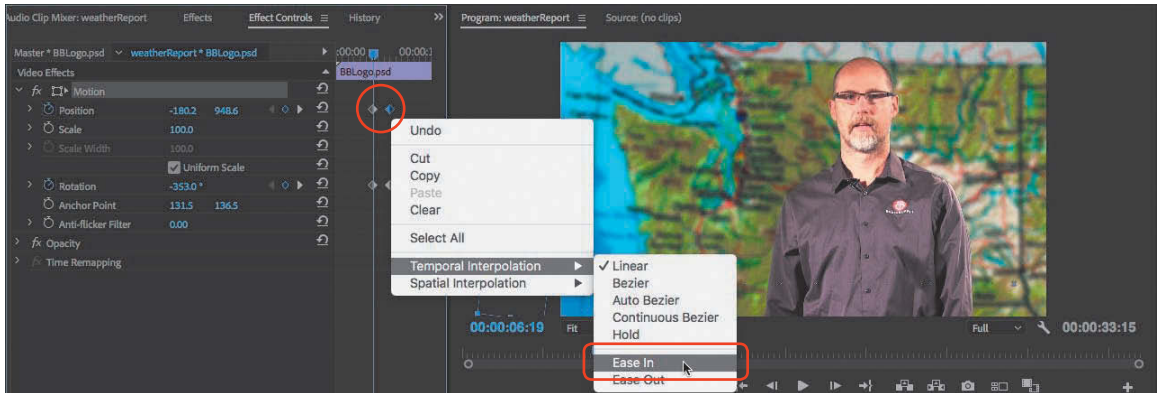 Audio Clip Mixer: weatherReport Effects Effect Controls History
Master * BBLogo.psd weatherReport * BBLogo.psd :00:00 00:00:1
Video Effects BBLogo.psd
fx Motion
Position -180.2 948.6
Scale 100.0
Scale Width 100.0
Uniform Scale
Rotation -353.0 °
Anchor Point 131.5 136.5
Anti-flicker Filter 0.00
fx Opacity
Time Remapping
Undo
Cut
Copy
Paste
Clear
Select All
Temporal Interpolation
Spatial Interpolation
Linear
Bezier
Auto Bezier
Continuous Bezier
Hold
Ease In
Ease Out
Program: weatherReport Source: (no clips)
00:00:06:19 Fit Full 00:00:33:15